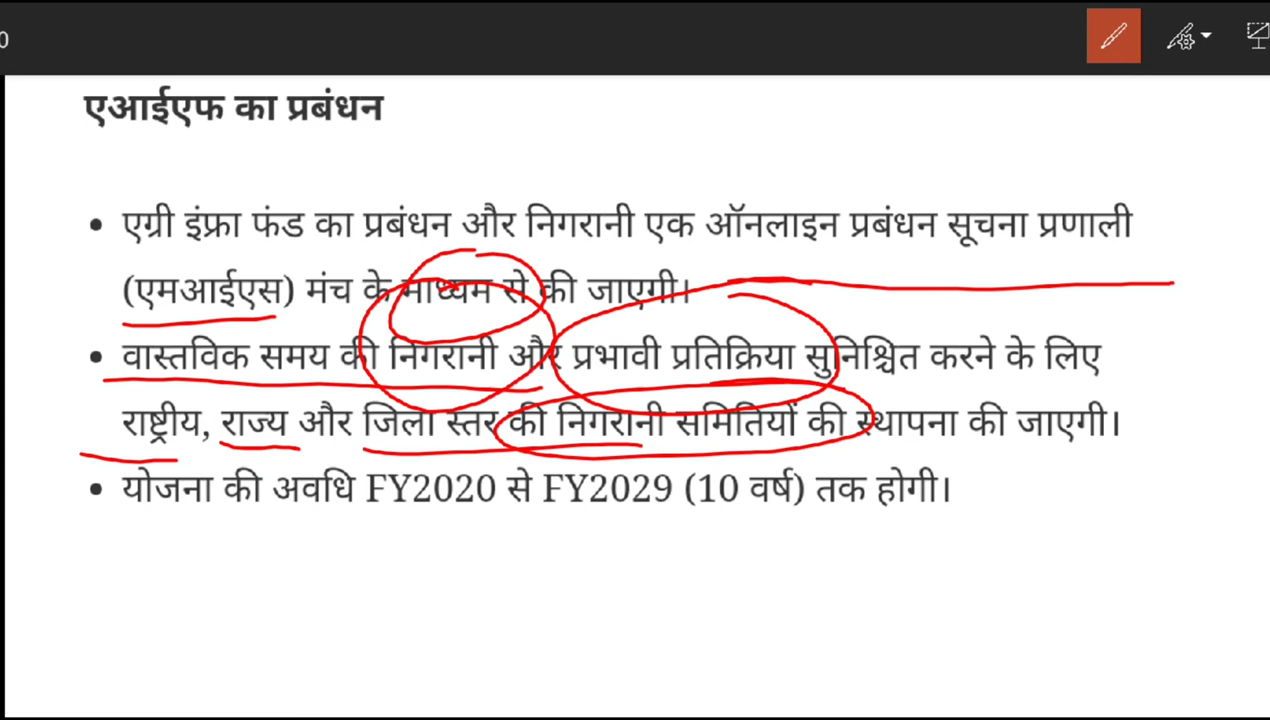 0
एआईएफ का प्रबंधन
• एग्री इंफ्रा फंड का प्रबंधन और निगरानी एक ऑनलाइन प्रबंधन सूचना प्रणाली
(एमआईएस) मंच के माध्यम से की जाएगी।
• वास्तविक समय की निगरानी और प्रभावी प्रतिक्रिया सुनिश्चित करने के लिए
राष्ट्रीय, राज्य और जिला स्तर की निगरानी समितियों की स्थापना की जाएगी।
• योजना की अवधि FY2020 से FY2029 (10 वर्ष) तक होगी।